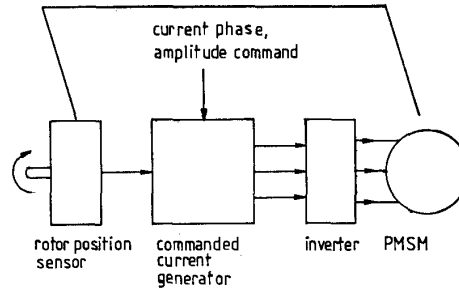 current phase,
amplitude command
rotor position
sensor
commanded
current
generator
inverter
PMSM